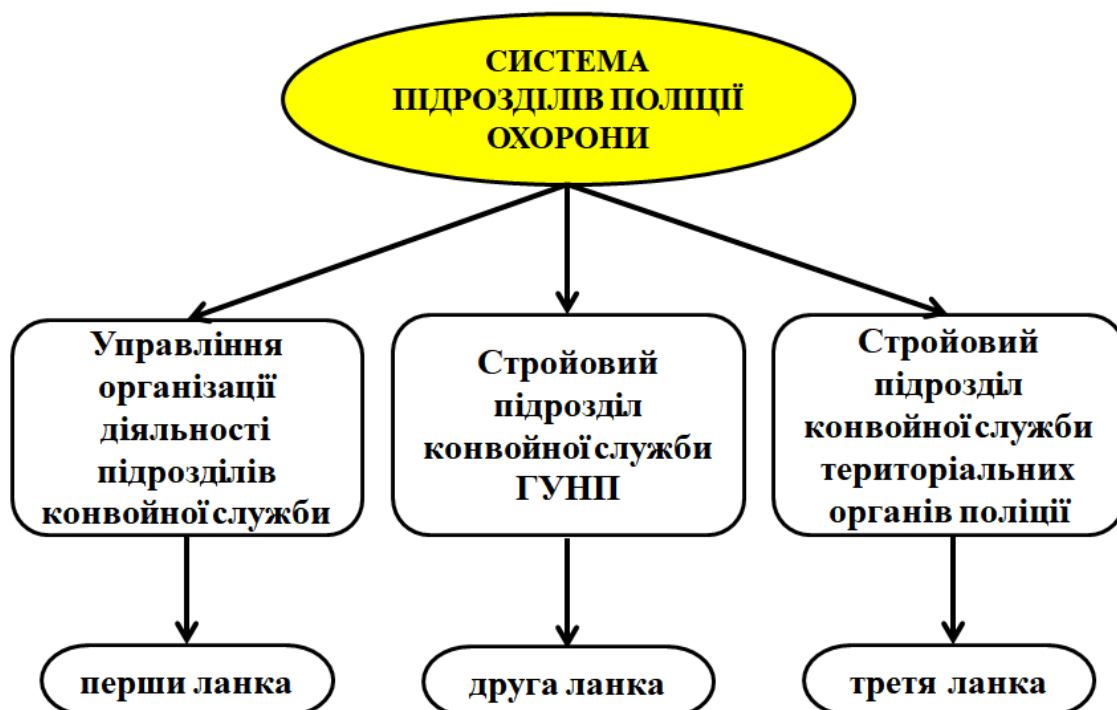 СИСТЕМА
ПІДРОЗДІЛІВ ПОЛІЦІЇ
ОХОРОНИ
Управління
організації
діяльності
підрозділів
конвойної служби
Стройовий
підрозділ
конвойної служби
ГУНП
Стройовий
підрозділ
конвойної служби
територіальних
органів поліції
перши ланка
друга ланка
третя ланка